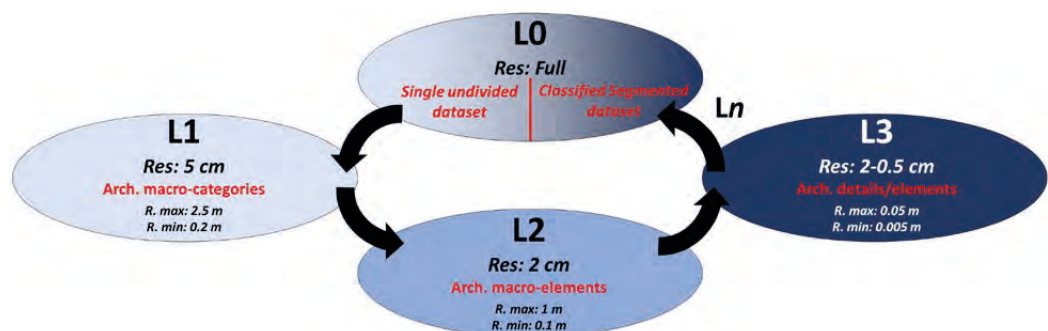 L0
Res: Full
Single undivided dataset
Classified Segmented dataset
Ln
L1
Res: 5 cm
Arch. macro-categories
R. max: 2.5 m
R. min: 0.2 m
L2
Res: 2 cm
Arch. macro-elements
R. max: 1 m
R. min: 0.1 m
L3
Res: 2-0.5 cm
Arch. details/elements
R. max: 0.05 m
R. min: 0.005 m